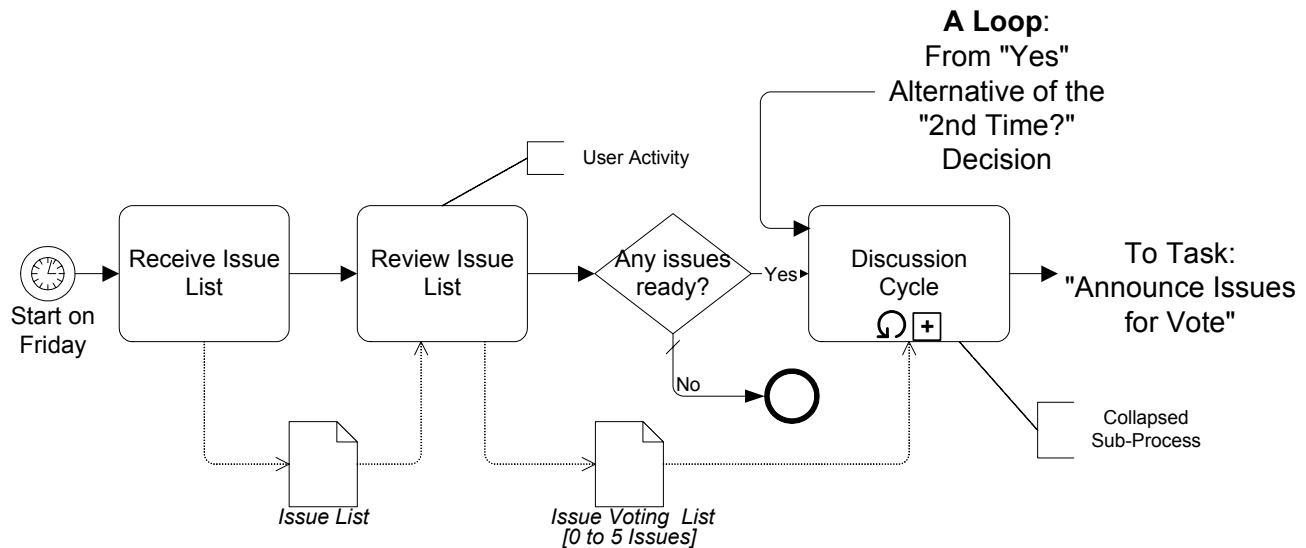 A Loop:
From "Yes"
Alternative of the
"2nd Time?"
Decision
User Activity
Start on
Friday
Receive Issue
List
Review Issue
List
Any issues
ready?
Yes
No
Discussion
Cycle
To Task:
"Announce Issues
for Vote"
Collapsed
Sub-Process
Issue List
Issue Voting List
[0 to 5 Issues]